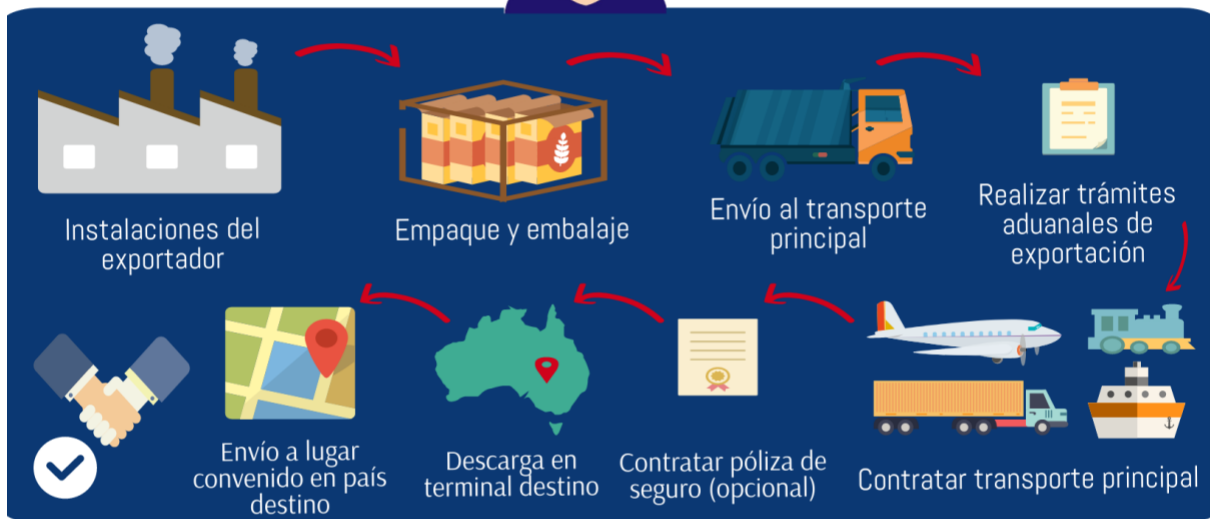 Instalaciones del
exportador
Empaque y embalaje
Envío al transporte
principal
Realizar trámites
aduanales de
exportación
Contratar transporte principal
Contratar póliza de
seguro (opcional)
Descarga en
terminal destino
Envío a lugar
convenido en país
destino